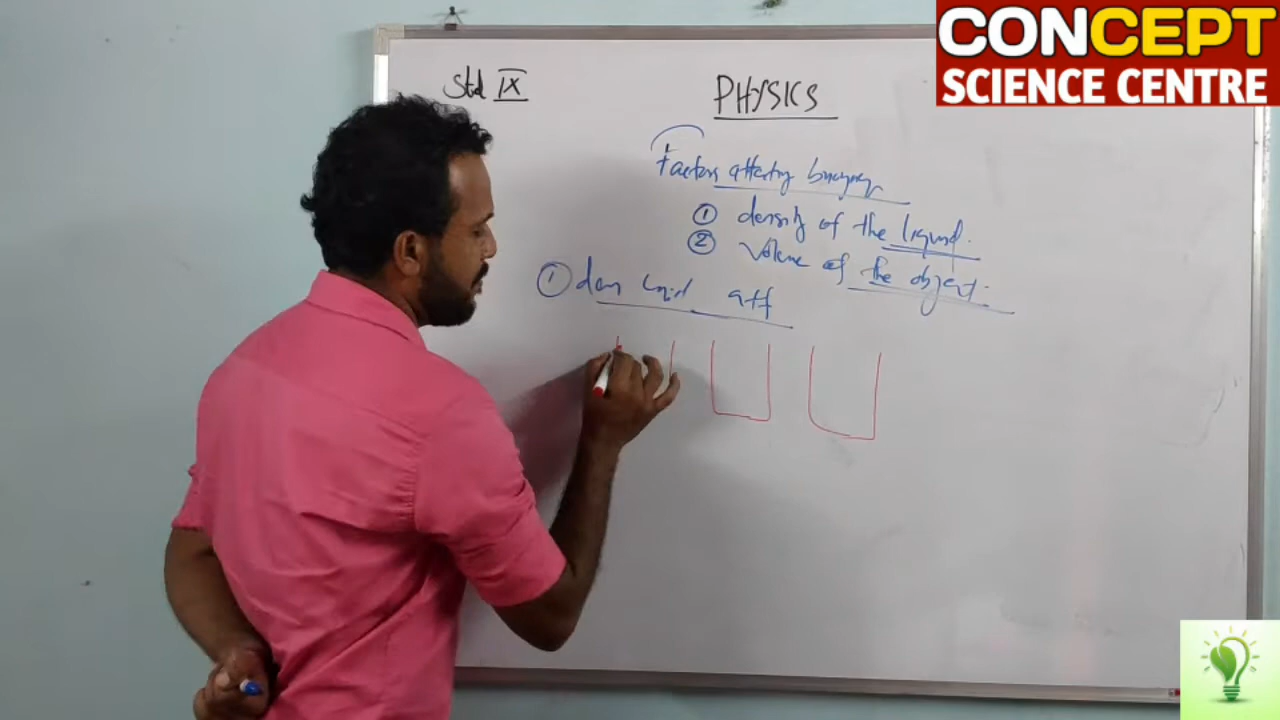 CONCEPT
SCIENCE CENTRE
Std IX
PHYSICS
Factors affecting buoyancy
① density of the liquid.
② Volume of the object.
①